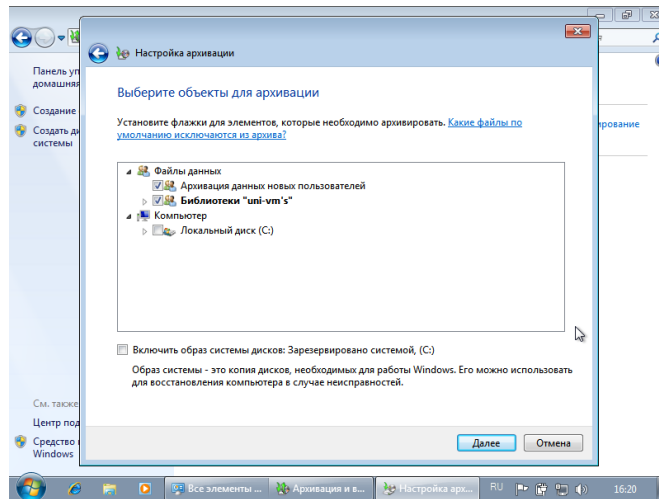 Настройка архивации
Панель уп
домашняя
Создание
Создать ди
системы
Выберите объекты для архивации
Установите флажки для элементов, которые необходимо архивировать. Какие файлы по
умолчанию исключаются из архива?
рование
Файлы данных
Архивация данных новых пользователей
Библиотеки "uni-vm's"
Компьютер
Локальный диск (C:)
Включить образ системы дисков: Зарезервировано системой, (C:)
Образ системы - это копия дисков, необходимых для работы Windows. Его можно использовать
для восстановления компьютера в случае неисправностей.
См. также
Центр под
Средство
Windows
Далее
Отмена
Все элементы ...
Архивация и в...
Настройка арх...
RU
16:20